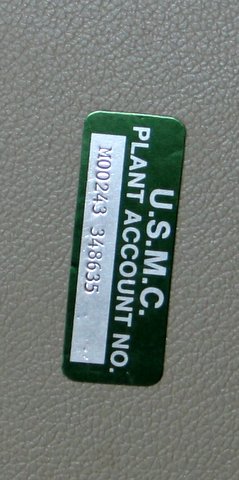 U.S.M.C.
PLANT ACCOUNT NO.
M00243 348635